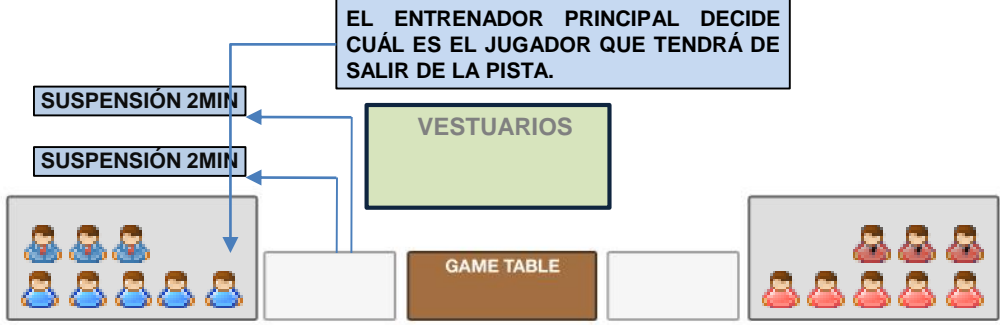 EL ENTRENADOR PRINCIPAL DECIDE
CUÁL ES EL JUGADOR QUE TENDRÁ DE
SALIR DE LA PISTA.
SUSPENSIÓN 2MIN
VESTUARIOS
SUSPENSIÓN 2MIN
GAME TABLE